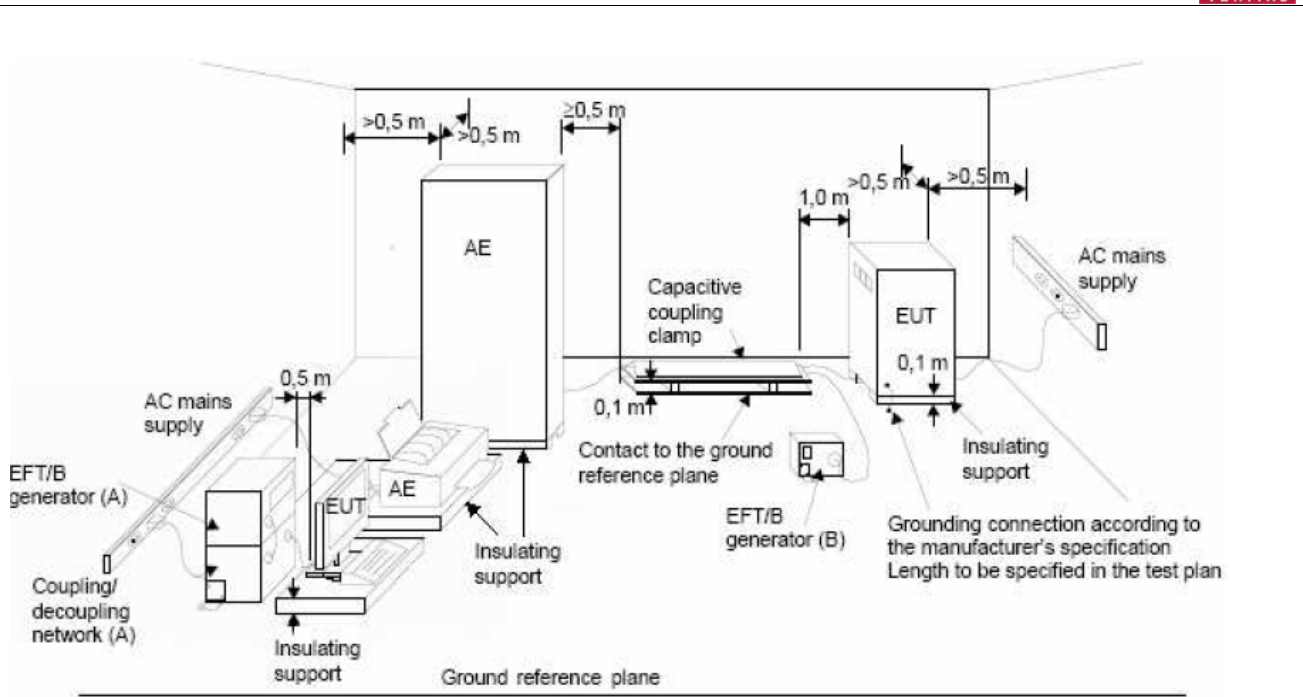 >0,5 m
>0,5 m
≥0,5 m
>0,5 m
>0,5 m
1,0 m
AE
AC mains
supply
Capacitive
coupling
clamp
EUT
0,1 m
0,5 m
AC mains
supply
0,1 m
Contact to the ground
reference plane
Insulating
support
EFT/B
generator (A)
EUT
AE
EFT/B
generator (B)
Grounding connection according to
the manufacturer's specification
Length to be specified in the test plan
Insulating
support
Coupling/
decoupling
network (A)
Insulating
support
Ground reference plane